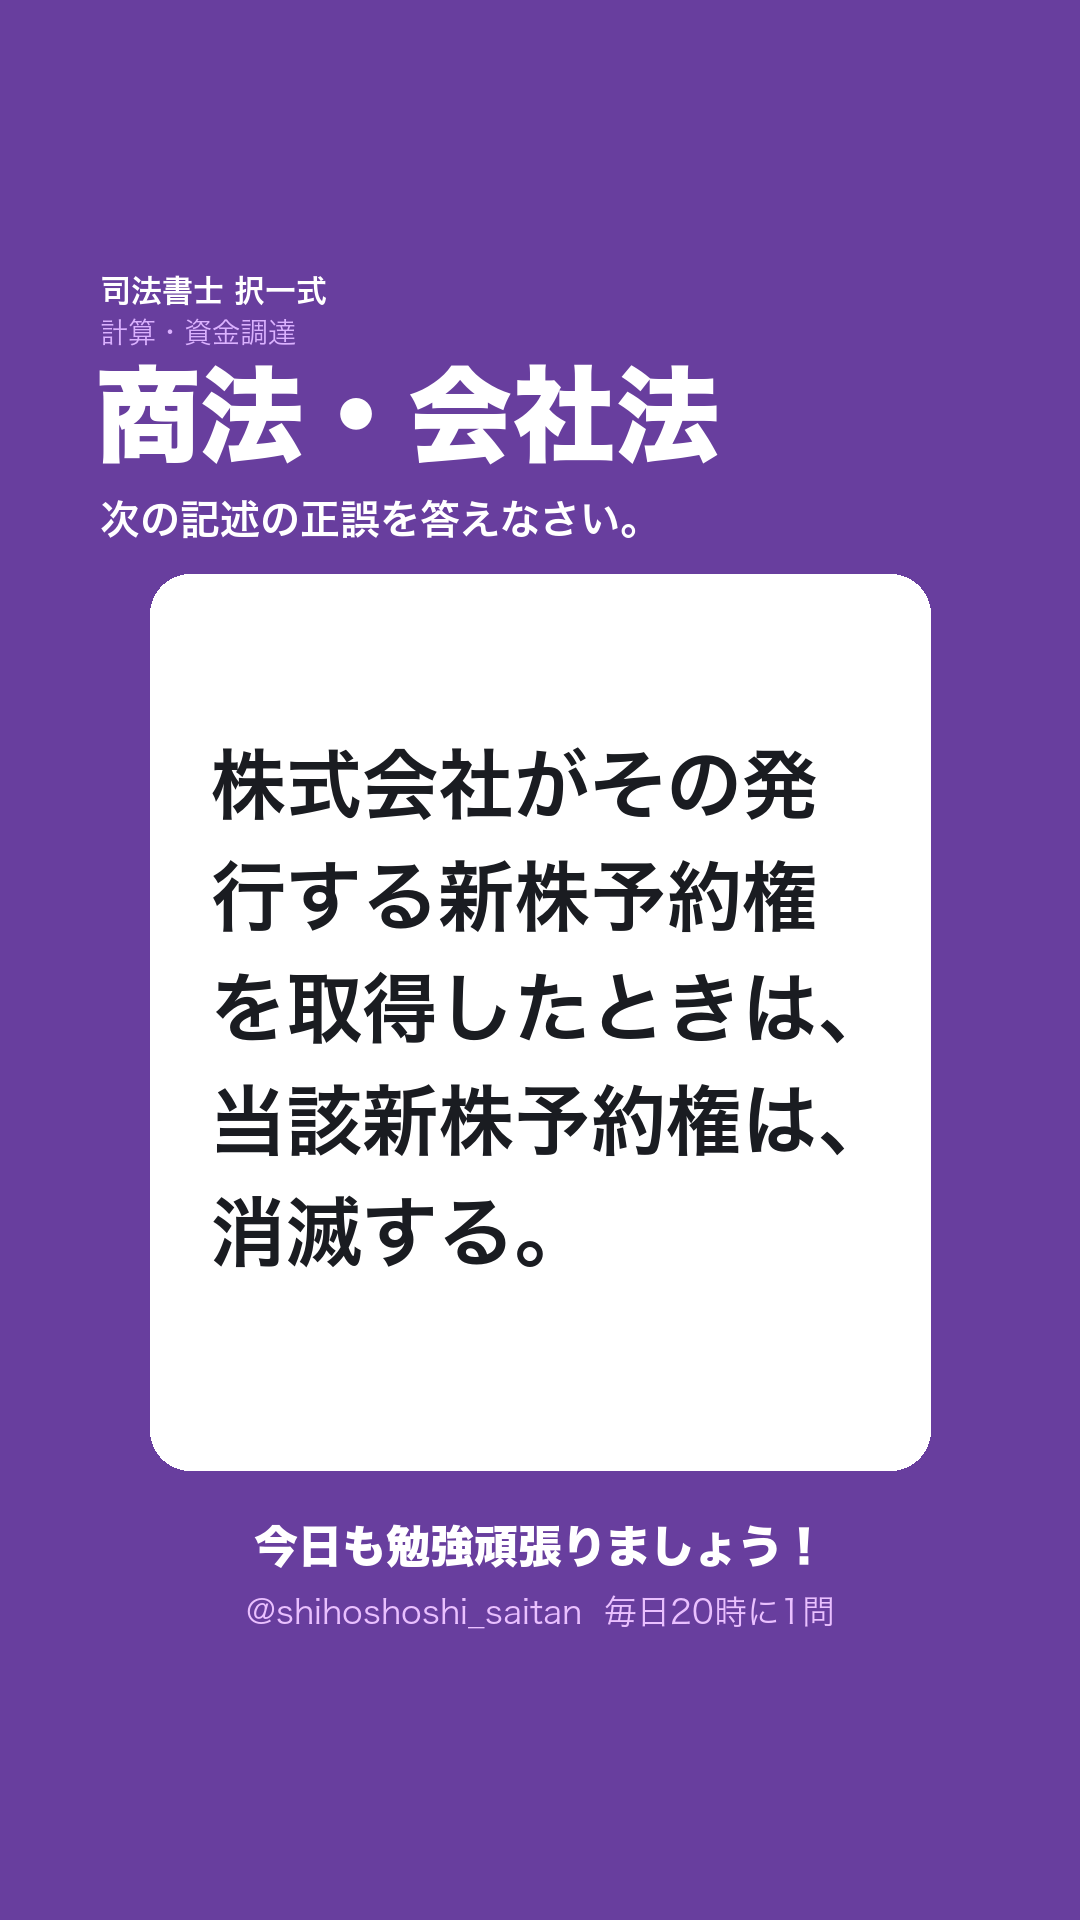 司法書士 択一式
計算・資金調達
商法・会社法
次の記述の正誤を答えなさい。
株式会社がその発
行する新株予約権
を取得したときは、
当該新株予約権は、
消滅する。
今日も勉強頑張りましょう！
@shihoshoshi_saitan 毎日20時に1問